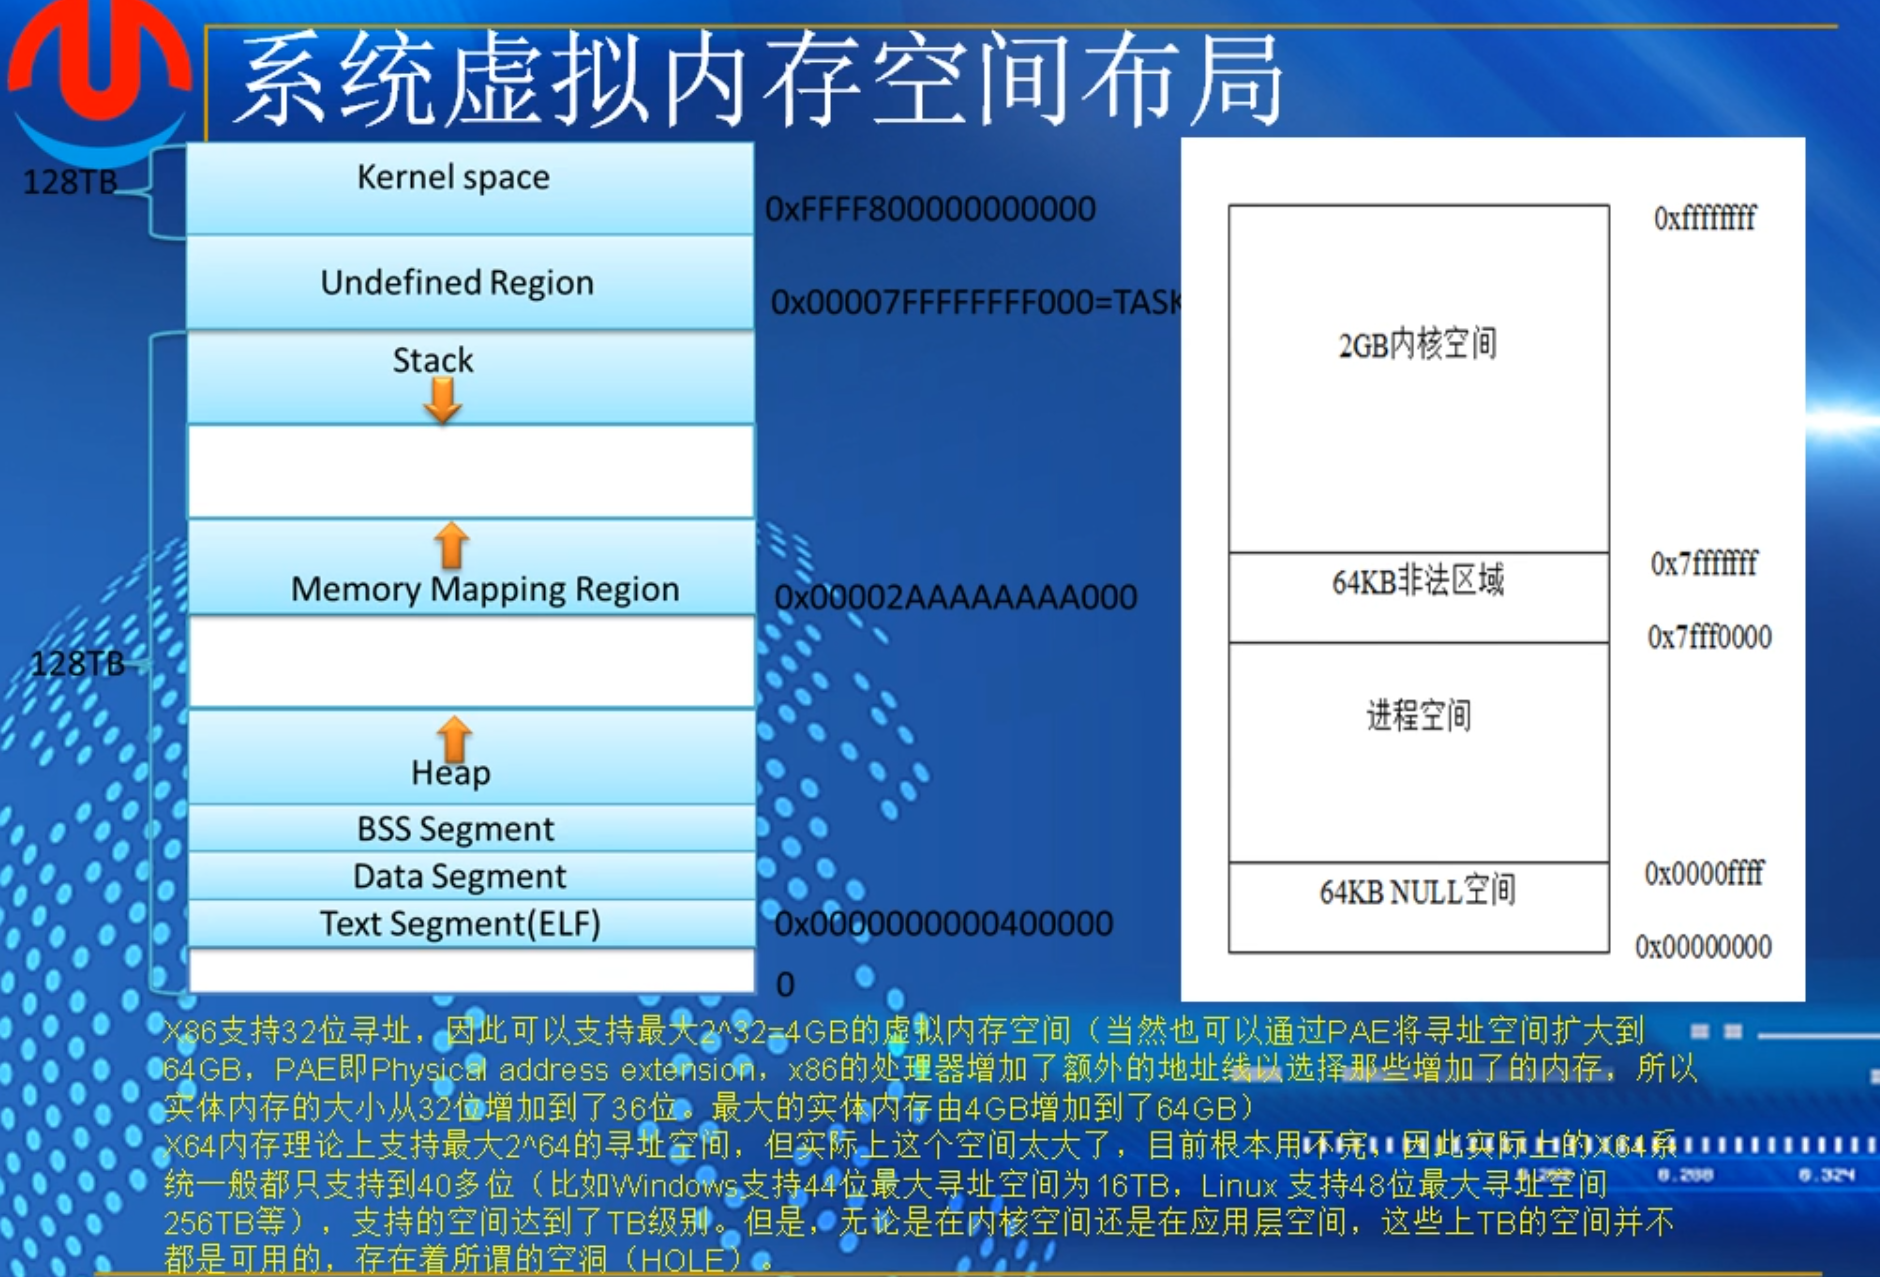 系统虚拟内存空间布局
128TB
Kernel space
0xFFFF800000000000
Undefined Region
0x00007FFFFFFFF000=TASK
Stack
Memory Mapping Region
0x00002AAAAAAAA000
128TB
Heap
BSS Segment
Data Segment
Text Segment(ELF)
0x0000000000400000
0
0xffffffff
2GB内核空间
0x7fffffff
64KB非法区域
0x7fff0000
进程空间
0x0000ffff
64KB NULL空间
0x00000000
X86支持32位寻址，因此可以支持最大2^32=4GB的虚拟内存空间（当然也可以通过PAE将寻址空间扩大到
64GB，PAE即Physical address extension，x86的处理器增加了额外的地址线以选择那些增加了的内存，所以
实体内存的大小从32位增加到了36位。最大的实体内存由4GB增加到了64GB）
X64内存理论上支持最大2^64的寻址空间，但实际上这个空间太大了，目前根本用不完，因此实际上的X64系
统一般都只支持到40多位（比如Windows支持44位最大寻址空间为16TB，Linux 支持48位最大寻址空间
256TB等），支持的空间达到了TB级别。但是，无论是在内核空间还是在应用层空间，这些上TB的空间并不
都是可用的，存在着所谓的空洞（HOLE）。
0.288
0.324